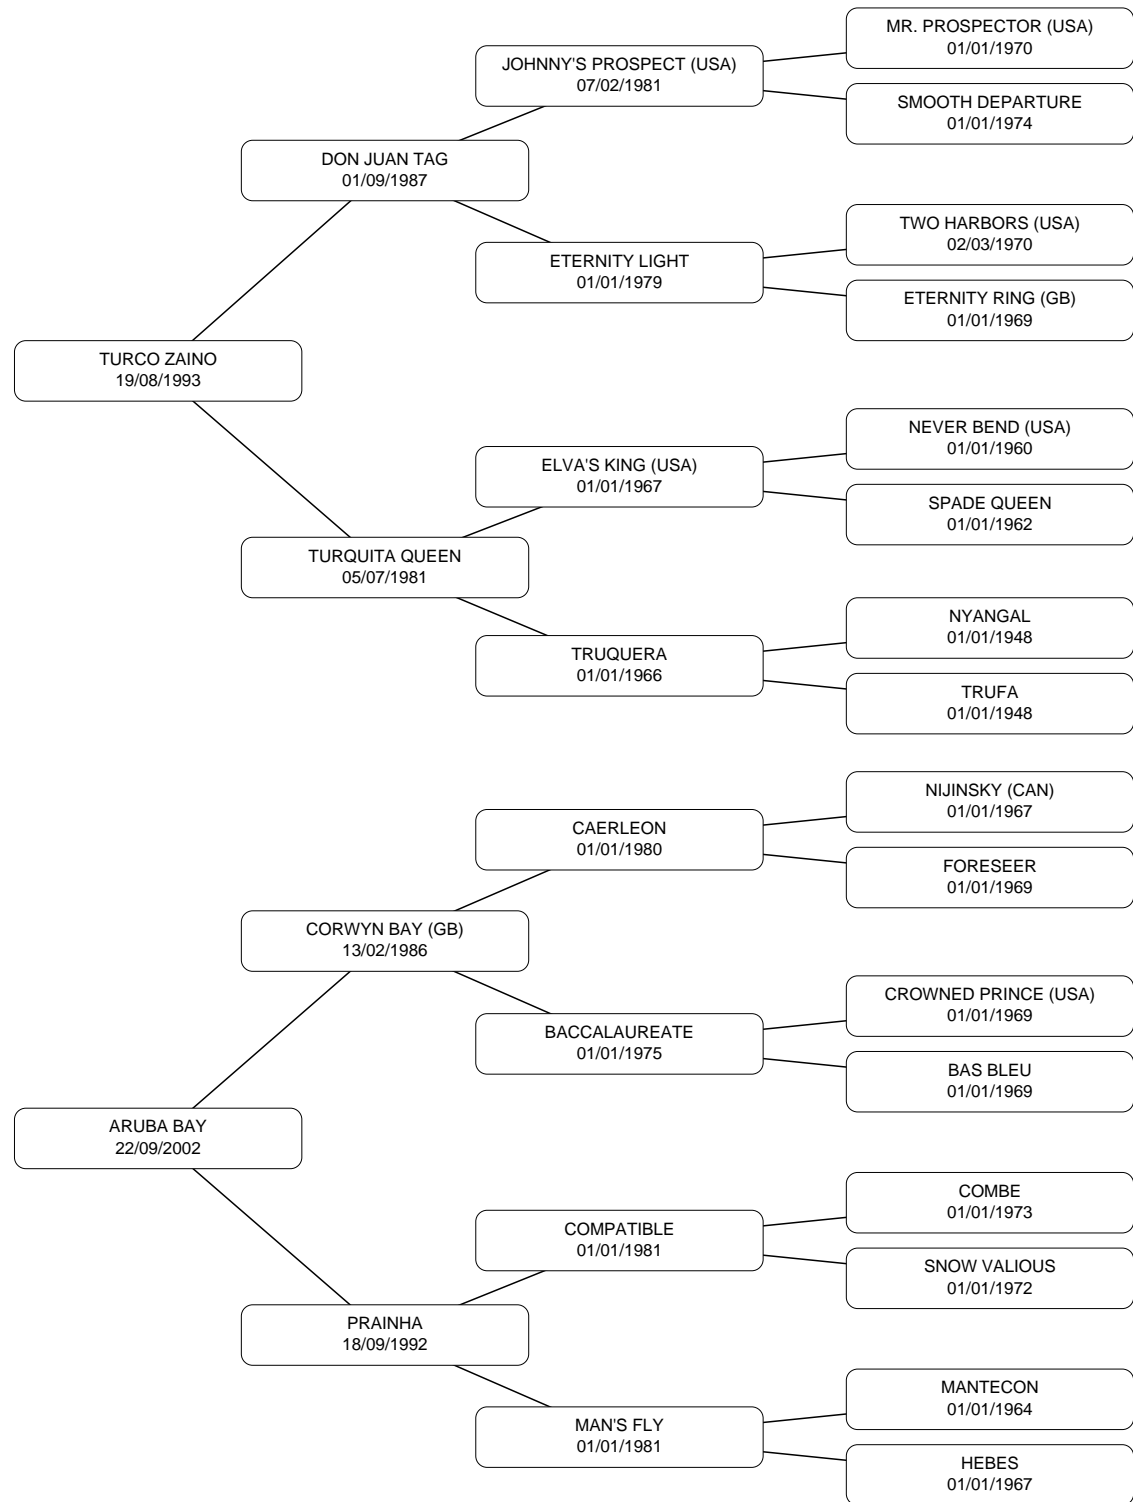 MR. PROSPECTOR (USA)
01/01/1970
JOHNNY'S PROSPECT (USA)
07/02/1981
SMOOTH DEPARTURE
01/01/1974
DON JUAN TAG
01/09/1987
TWO HARBORS (USA)
02/03/1970
ETERNITY LIGHT
01/01/1979
ETERNITY RING (GB)
01/01/1969
TURCO ZAINO
19/08/1993
NEVER BEND (USA)
01/01/1960
ELVA'S KING (USA)
01/01/1967
SPADE QUEEN
01/01/1962
TURQUITA QUEEN
05/07/1981
NYANGAL
01/01/1948
TRUQUERA
01/01/1966
TRUFA
01/01/1948
NIJINSKY (CAN)
01/01/1967
CAERLEON
01/01/1980
FORESEER
01/01/1969
CORWYN BAY (GB)
13/02/1986
CROWNED PRINCE (USA)
01/01/1969
BACCALAUREATE
01/01/1975
BAS BLEU
01/01/1969
ARUBA BAY
22/09/2002
COMBE
01/01/1973
COMPATIBLE
01/01/1981
SNOW VALIOUS
01/01/1972
PRAINHA
18/09/1992
MANTECON
01/01/1964
MAN'S FLY
01/01/1981
HEBES
01/01/1967